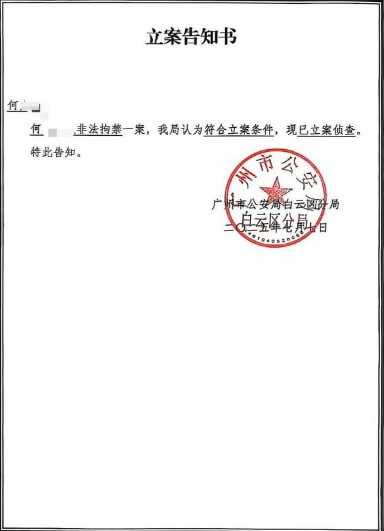 立案告知书
何
何 非法拘禁一案，我局认为符合立案条件，现已立案侦查。
特此告知。
广州市公安局白云区分局
二〇二五年七月七日
州市公安局
白云区分局